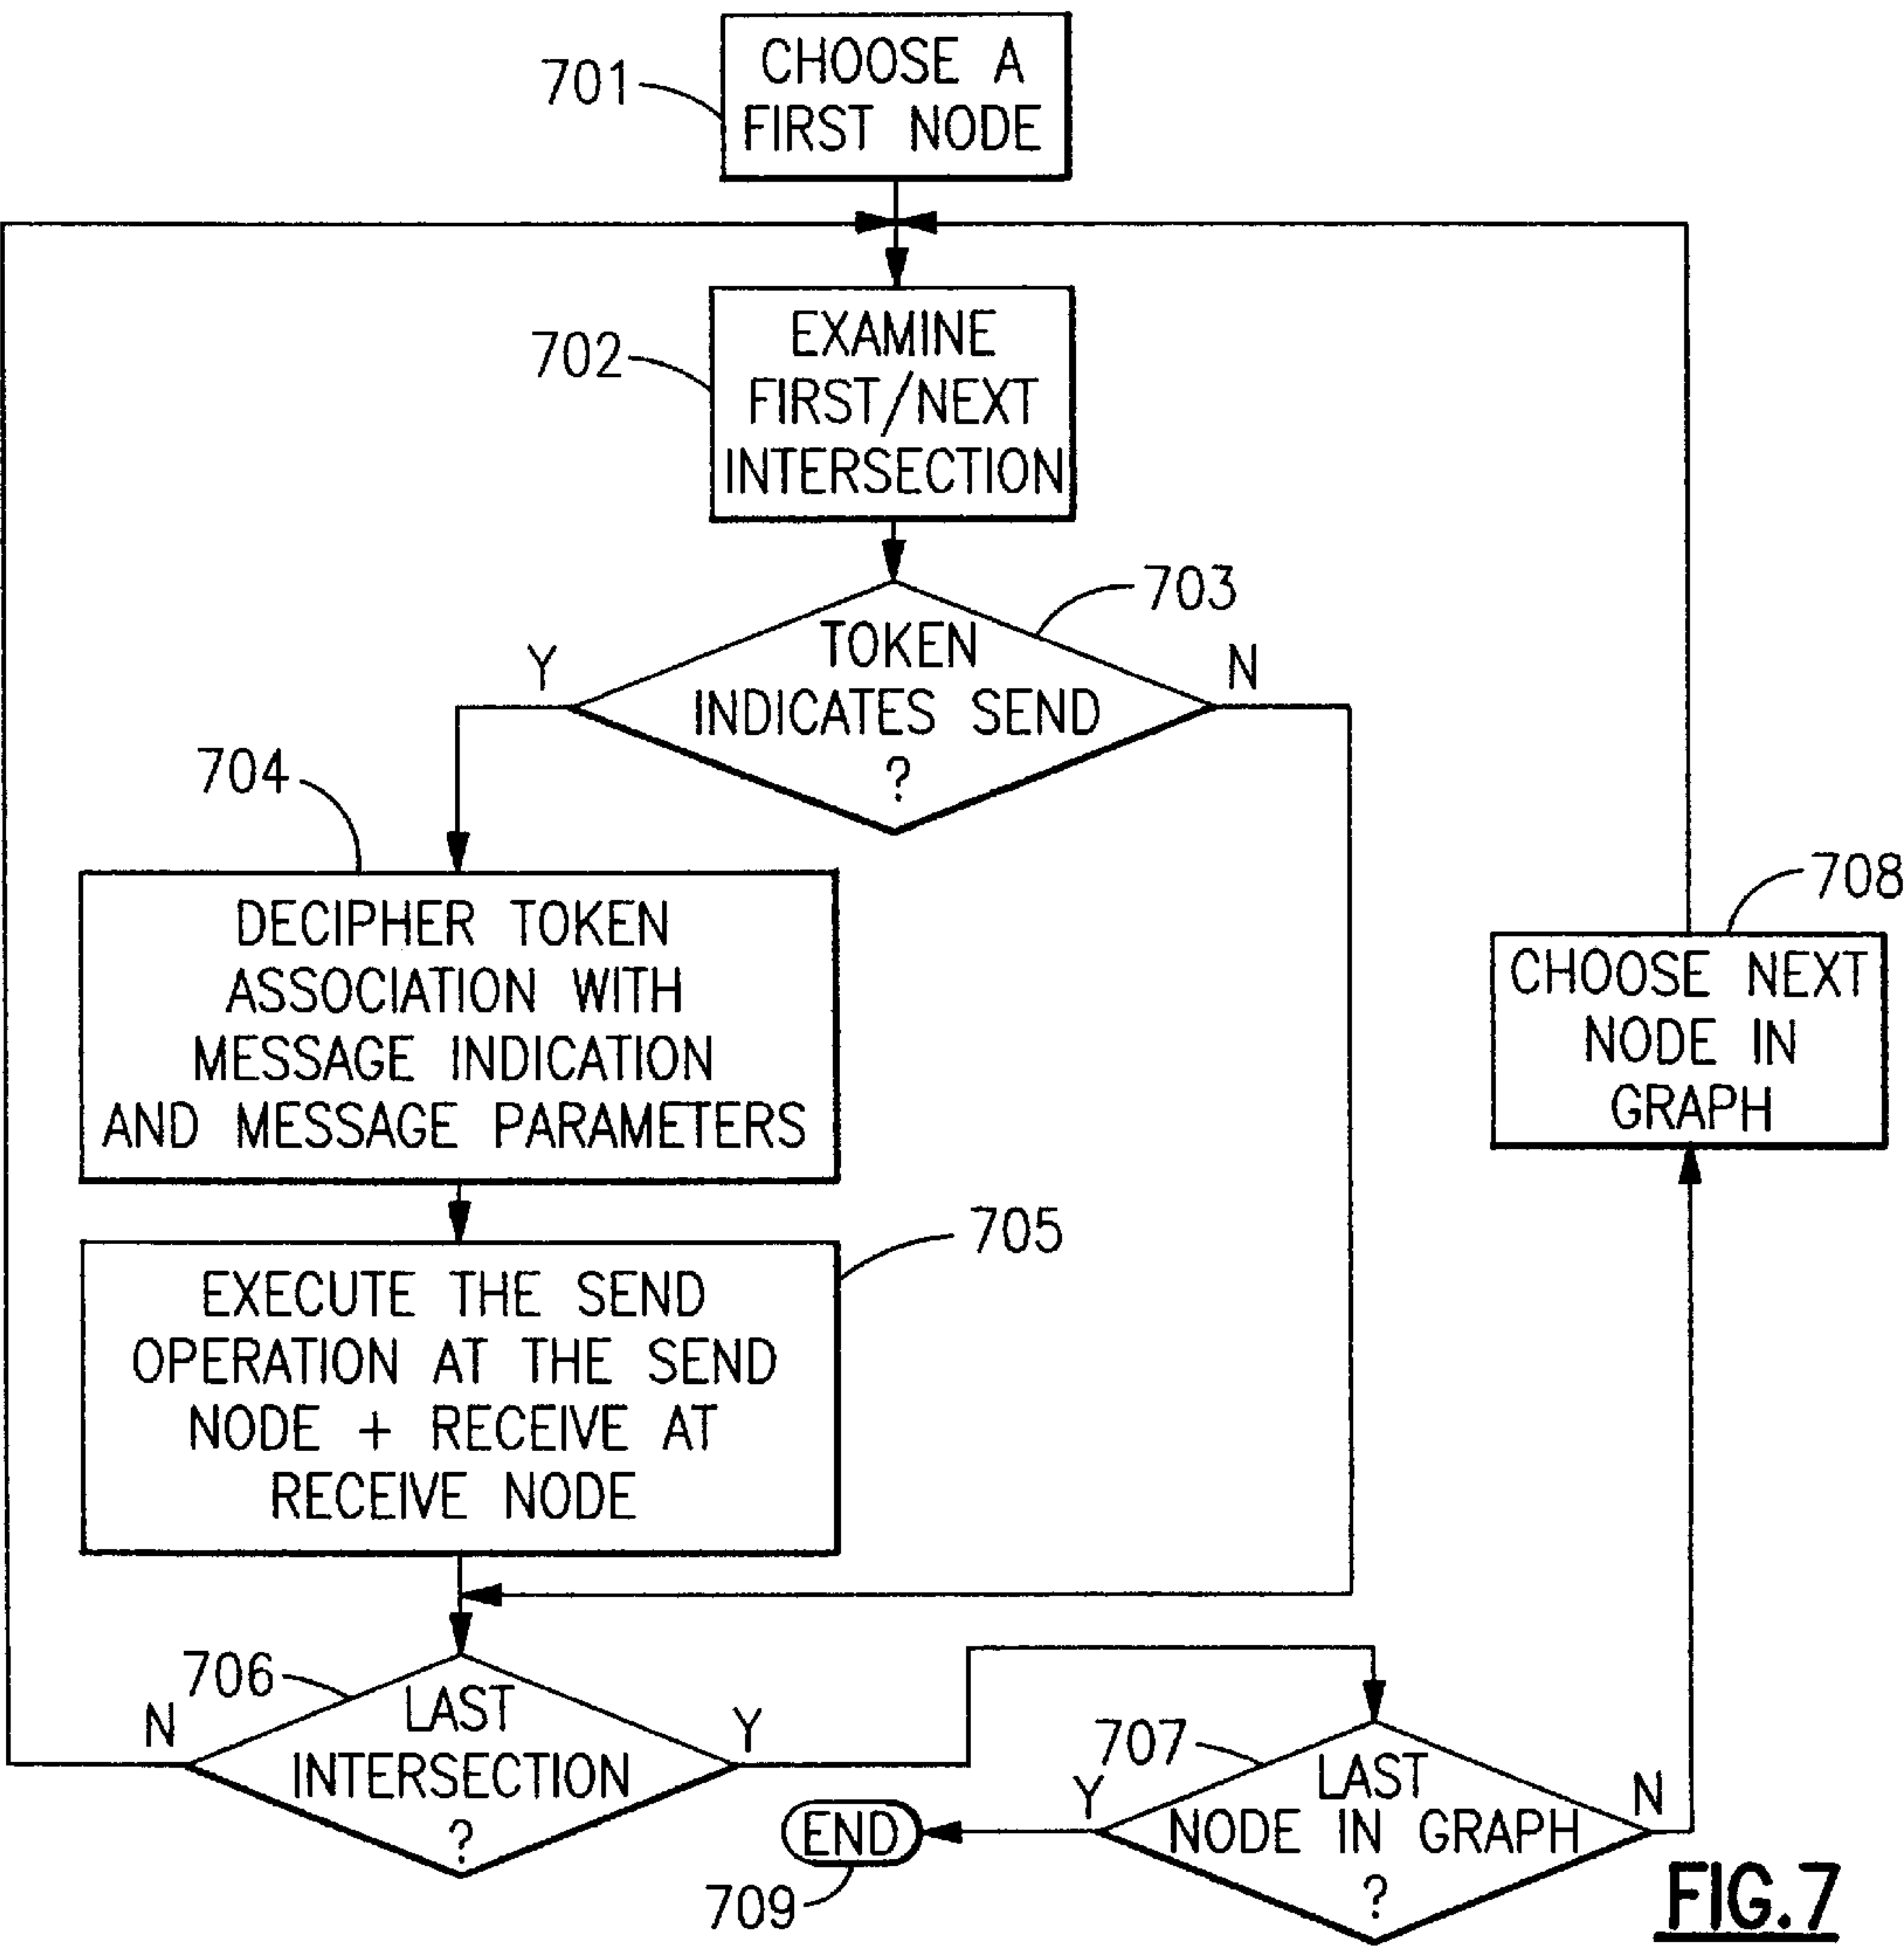 701
CHOOSE A
FIRST NODE
702
EXAMINE
FIRST/NEXT
INTERSECTION
703
Y
TOKEN
INDICATES SEND
?
N
704
DECIPHER TOKEN
ASSOCIATION WITH
MESSAGE INDICATION
AND MESSAGE PARAMETERS
708
CHOOSE NEXT
NODE IN
GRAPH
705
EXECUTE THE SEND
OPERATION AT THE SEND
NODE + RECEIVE AT
RECEIVE NODE
706
N
LAST
INTERSECTION
?
Y
707
Y
LAST
NODE IN GRAPH
?
N
END
709
FIG.7